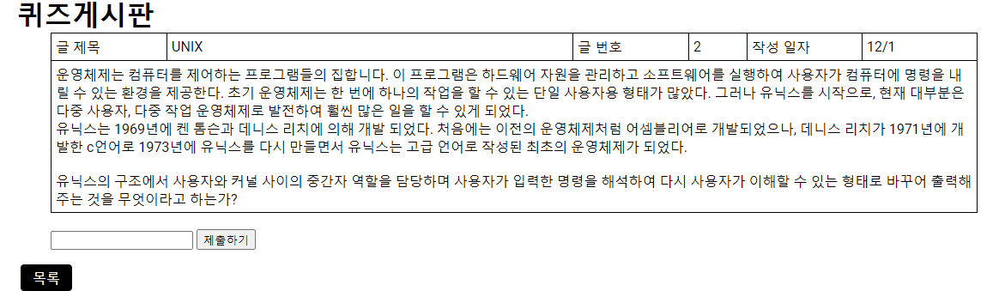 퀴즈게시판
글 제목 UNIX 글 번호 2 작성 일자 12/1
운영체제는 컴퓨터를 제어하는 프로그램들의 집합니다. 이 프로그램은 하드웨어 자원을 관리하고 소프트웨어를 실행하여 사용자가 컴퓨터에 명령을 내
릴 수 있는 환경을 제공한다. 초기 운영체제는 한 번에 하나의 작업을 할 수 있는 단일 사용자용 형태가 많았다. 그러나 유닉스를 시작으로, 현재 대부분은
다중 사용자, 다중 작업 운영체제로 발전하여 훨씬 많은 일을 할 수 있게 되었다.
유닉스는 1969년에 켄 톰슨과 데니스 리치에 의해 개발 되었다. 처음에는 이전의 운영체제처럼 어셈블리어로 개발되었으나, 데니스 리치가 1971년에 개
발한 c언어로 1973년에 유닉스를 다시 만들면서 유닉스는 고급 언어로 작성된 최초의 운영체제가 되었다.
유닉스의 구조에서 사용자와 커널 사이의 중간자 역할을 담당하며 사용자가 입력한 명령을 해석하여 다시 사용자가 이해할 수 있는 형태로 바꾸어 출력해
주는 것을 무엇이라고 하는가?
제출하기
목록